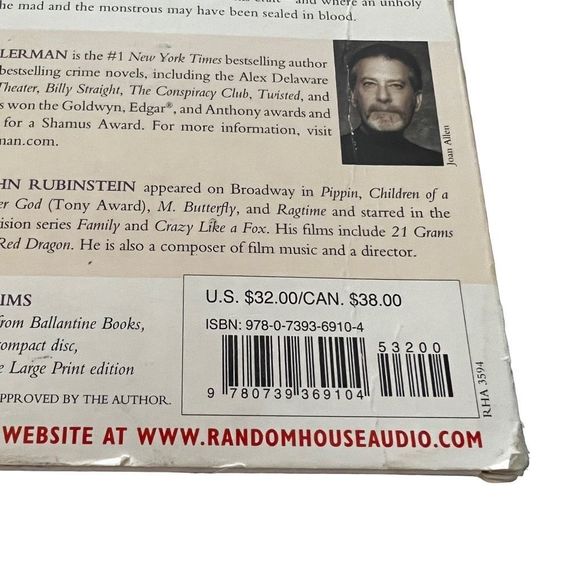 he mad and the monstrous may have been sealed in blood.
LERMAN is the #1 New York Times bestselling author
bestselling crime novels, including the Alex Delaware
Theater, Billy Straight, The Conspiracy Club, Twisted, and
s won the Goldwyn, Edgar®, and Anthony awards and
for a Shamus Award. For more information, visit
man.com.
Joan Allen
HN RUBINSTEIN appeared on Broadway in Pippin, Children of a
er God (Tony Award), M. Butterfly, and Ragtime and starred in the
vision series Family and Crazy Like a Fox. His films include 21 Grams
Red Dragon. He is also a composer of film music and a director.
IMS
from Ballantine Books,
compact disc,
e Large Print edition
APPROVED BY THE AUTHOR.
U.S. $32.00/CAN. $38.00
ISBN: 978-0-7393-6910-4
53200
9 780739 369104
RHA 3594
WEBSITE AT WWW.RANDOMHOUSEAUDIO.COM